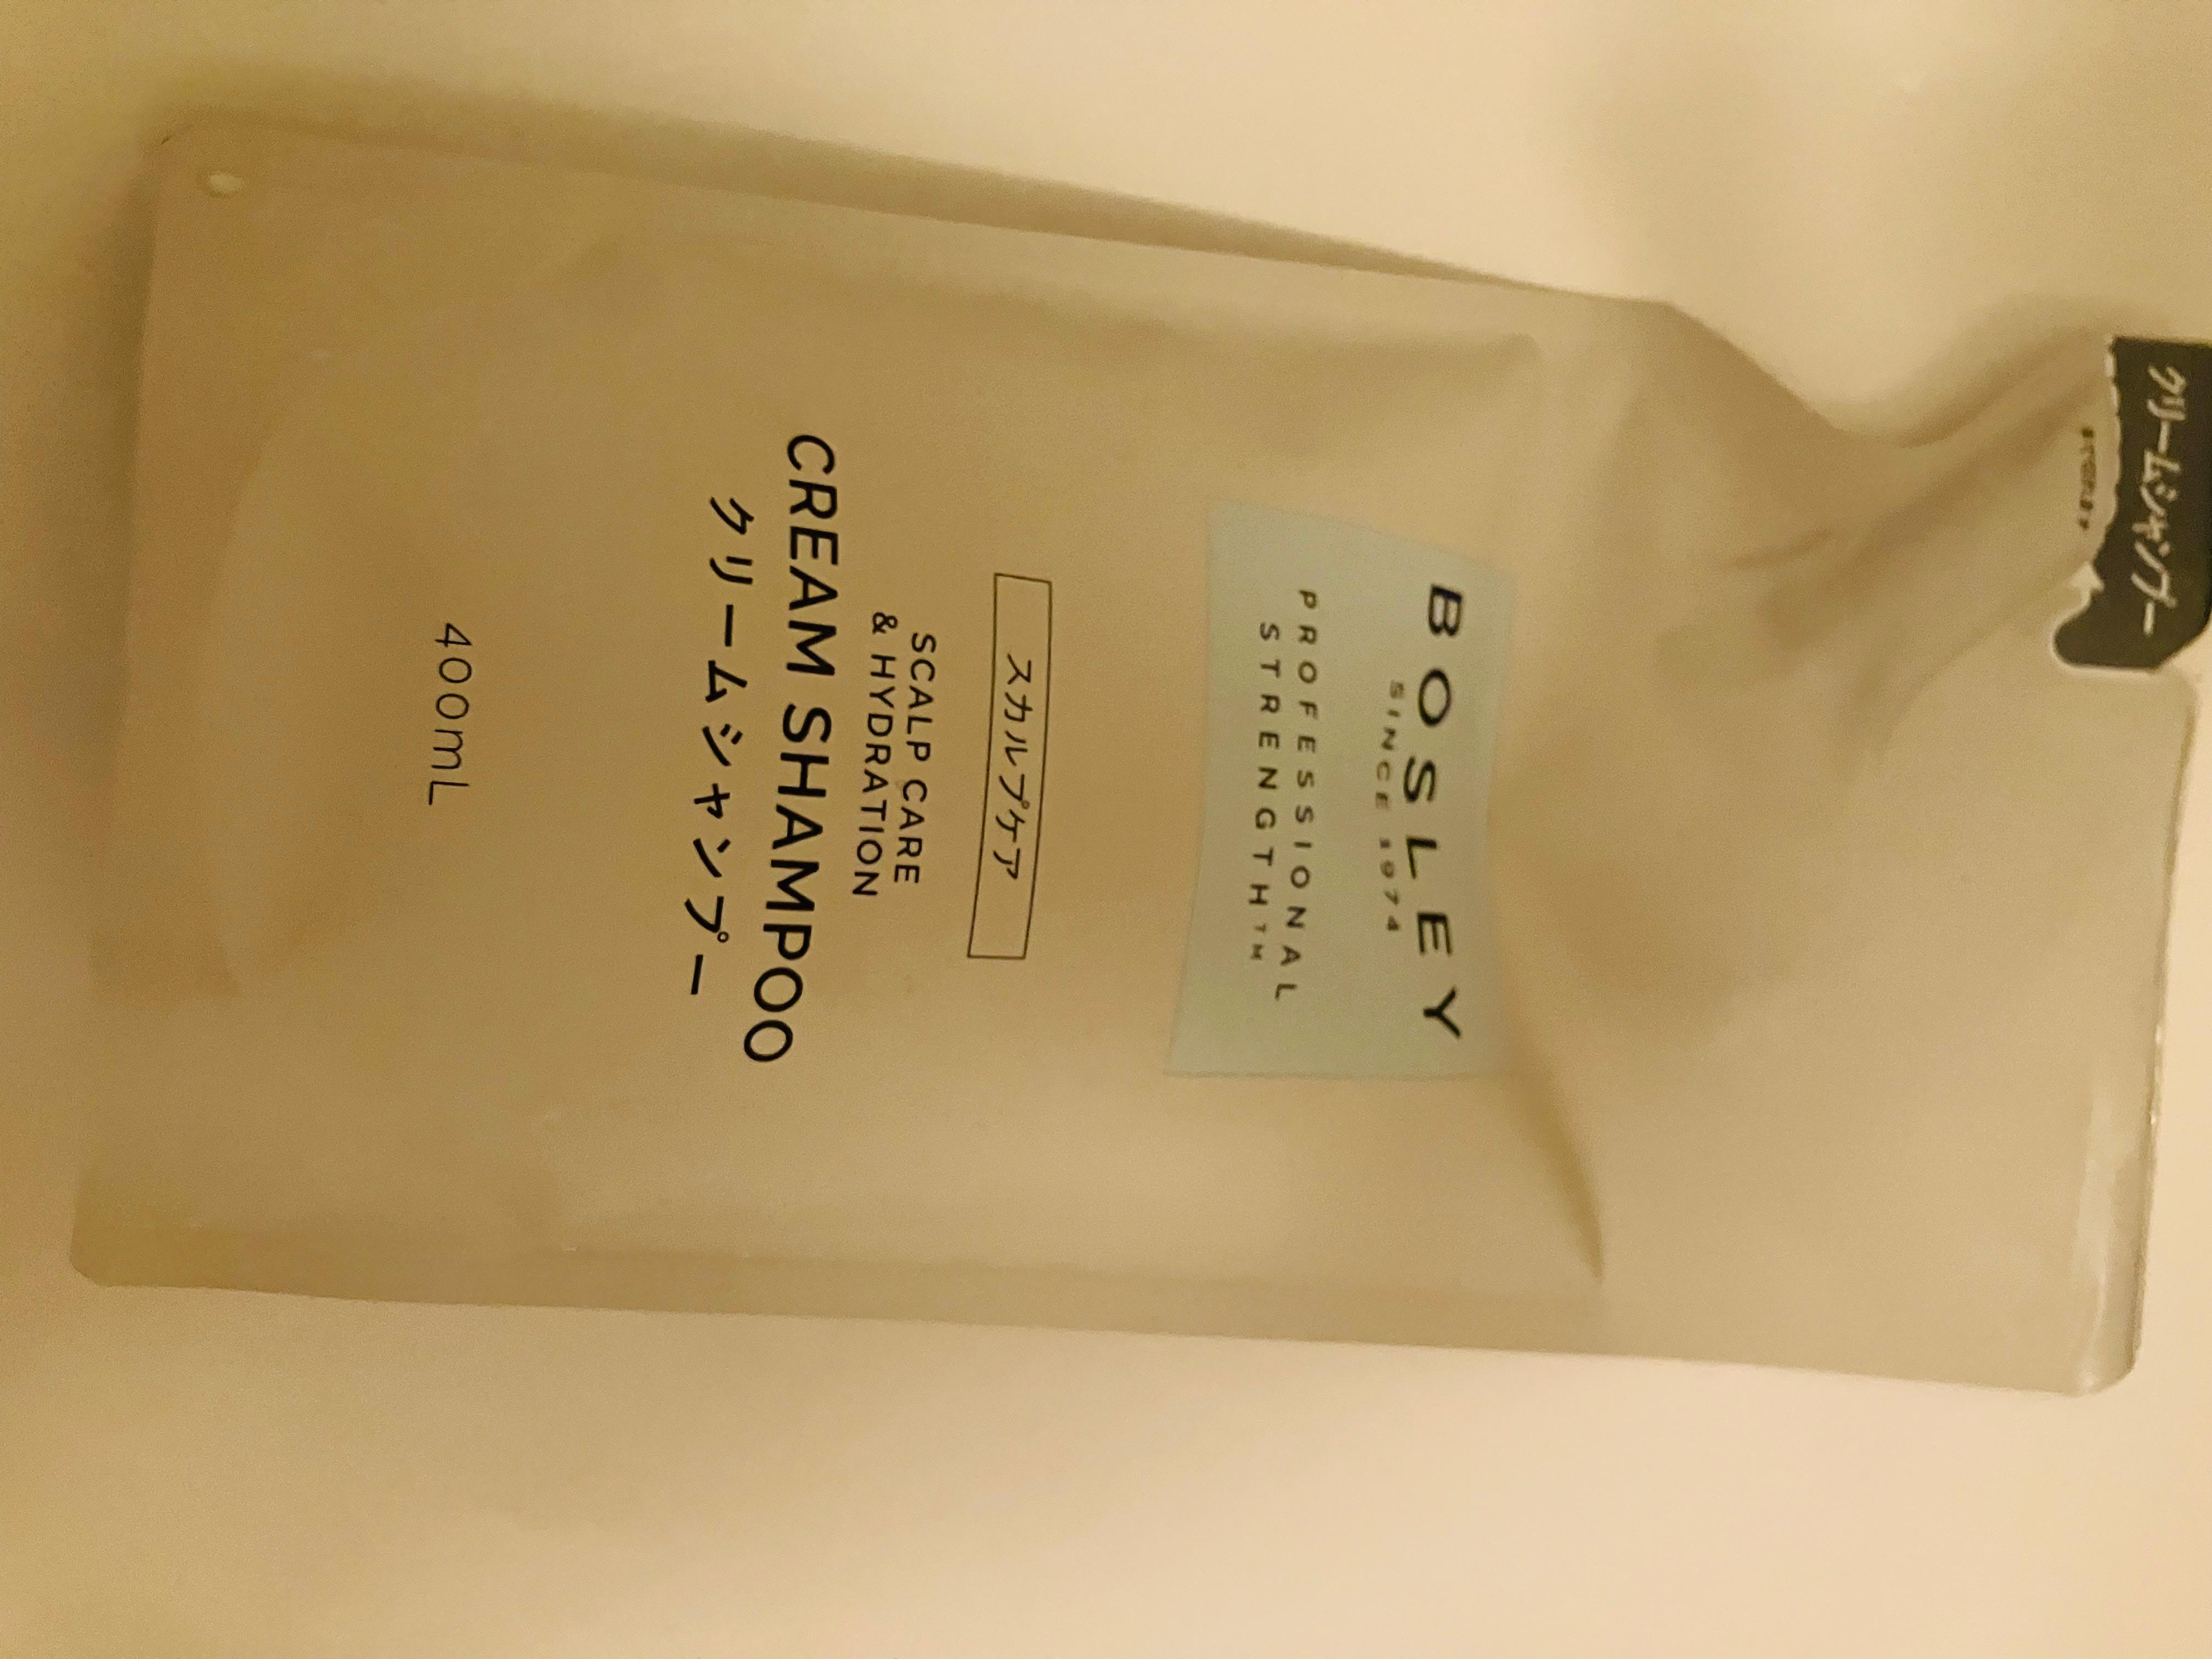 クリームシャンプー
BOSLEY
SINCE 1974
PROFESSIONAL
STRENGTH™
スカルプケア
SCALP CARE
& HYDRATION
CREAM SHAMPOO
クリームシャンプー
400mL